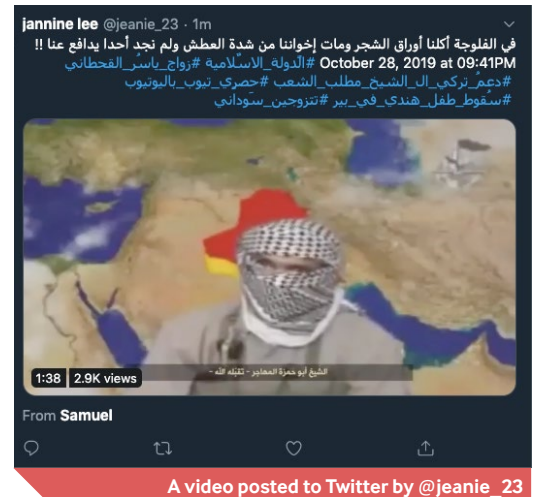 jannine lee @jeanie_23 · 1m
في الفلوجة أكلنا أوراق الشجر ومات إخواننا من شدة العطش ولم نجد أحدا يدافع عنا !!
October 28, 2019 at 09:41PM #الدولة_الاسلامية #زواج_ياسر_القحطاني
#دعم_تركي_ال_الشيخ_مطلب_الشعب #حصري_تيوب_باليوتيوب
#سقوط_طفل_هندي_في_بير #تتزوجين_سوداني
الشيخ أبو حمزة المهاجر - تقبله الله -
1:38 2.9K views
From Samuel
A video posted to Twitter by @jeanie_23